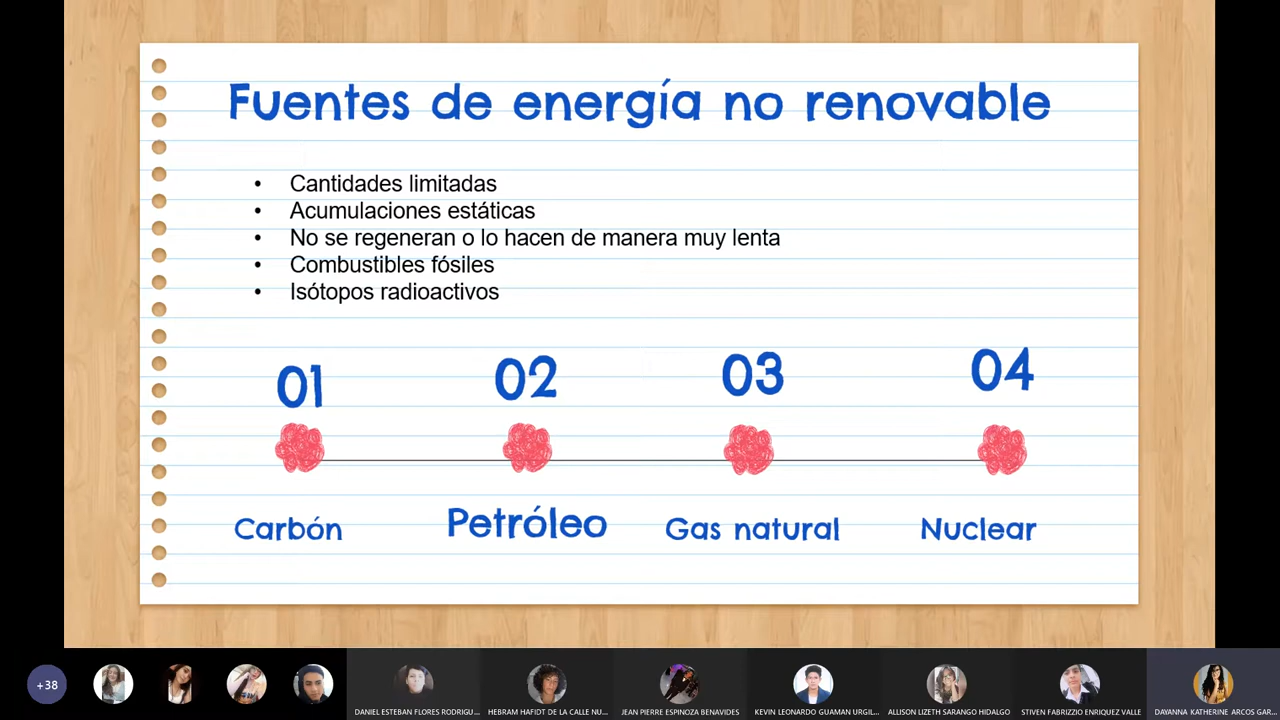 Fuentes de energía no renovable
• Cantidades limitadas
• Acumulaciones estáticas
• No se regeneran o lo hacen de manera muy lenta
• Combustibles fósiles
• Isótopos radioactivos
01 02 03 04
Carbón Petróleo Gas natural Nuclear
+38
DANIEL ESTEBAN FLORES RODRIGU...
HEBRAM HAFIDT DE LA CALLE NU...
JEAN PIERRE ESPINOZA BENAVIDES
KEVIN LEONARDO GUAMAN URGIL...
ALLISON LIZETH SARANGO HIDALGO
STIVEN FABRIZZIO ENRIQUEZ VALLE
DAYANNA KATHERINE ARCOS GAR...